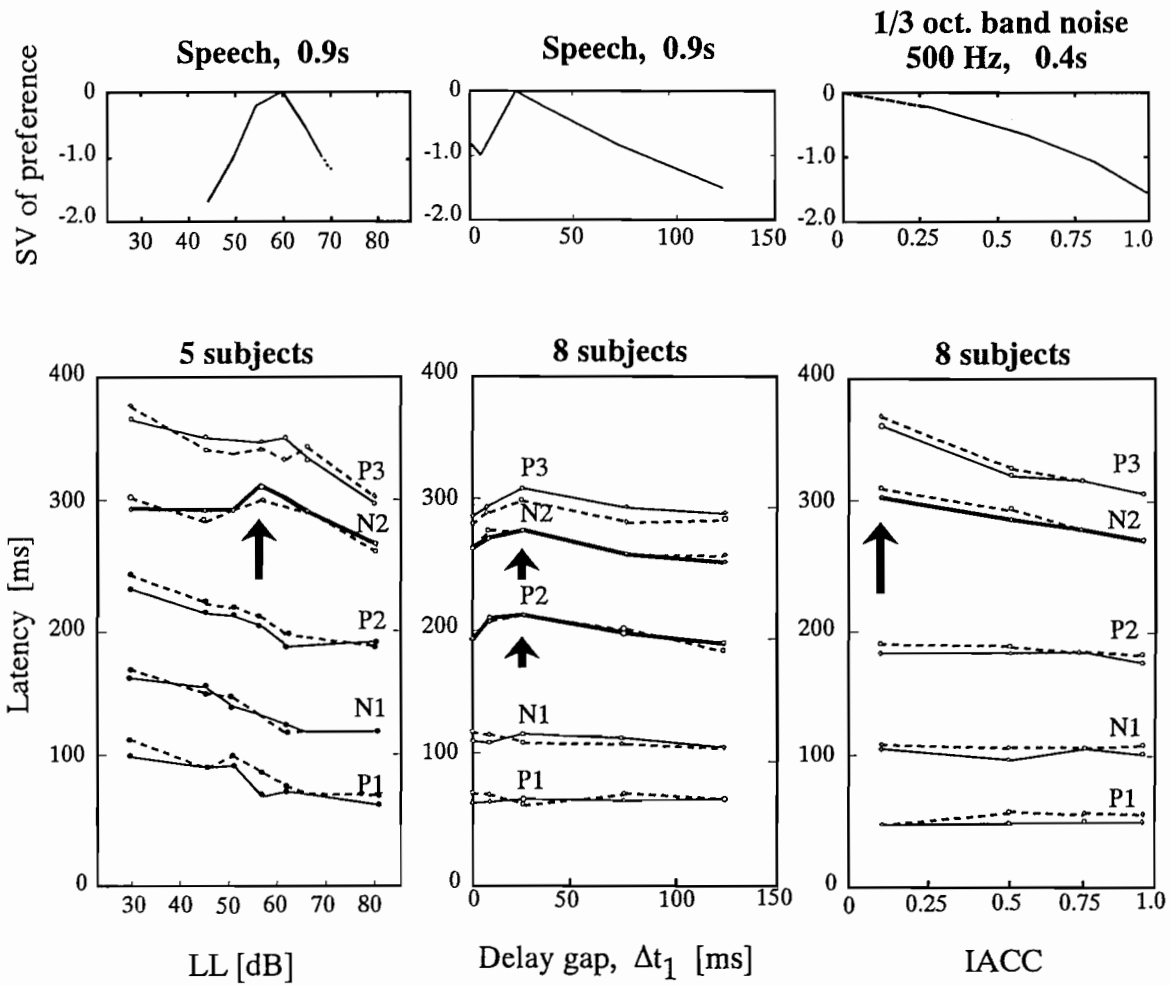 1/3 oct. band noise
Speech, 0.9s
Speech, 0.9s
500 Hz, 0.4s
SV of preference
0
-1.0
-2.0
30 40 50 60 70 80
0
-1.0
-2.0
0 50 100 150
0
-1.0
-2.0
0 0.25 0.50 0.75 1.0
5 subjects
8 subjects
8 subjects
Latency [ms]
400
300
200
100
0
P3
N2
P2
N1
P1
30 40 50 60 70 80
LL [dB]
400
300
200
100
0
P3
N2
P2
N1
P1
0 50 100 150
Delay gap, Δt1 [ms]
400
300
200
100
0
P3
N2
P2
N1
P1
0 0.25 0.50 0.75 1.0
IACC